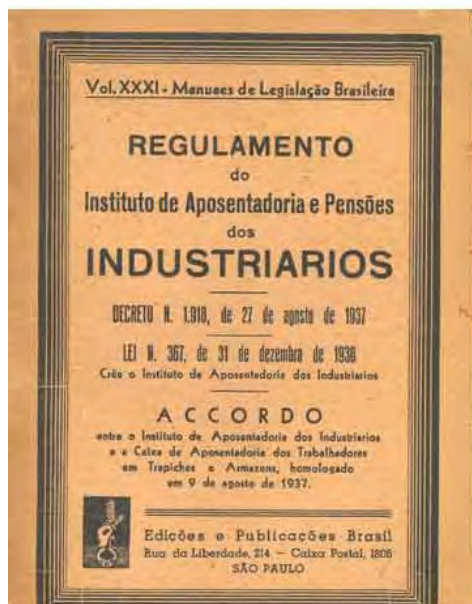 Vol. XXXI - Manuaes de Legislação Brasileira
REGULAMENTO
do
Instituto de Aposentadoria e Pensões
dos
INDUSTRIARIOS
DECRETO N. 1.918, de 27 de agosto de 1937
LEI N. 367, de 31 de dezembro de 1936
Crêa o Instituto de Aposentadoria dos Industriarios
ACCORDO
entre o Instituto de Aposentadoria dos Industriarios
e a Caixa de Aposentadoria dos Trabalhadores
em Trapiches e Armazens, homologado
em 9 de agosto de 1937.
Edições e Publicações Brasil
Rua da Liberdade, 214 — Caixa Postal, 1806
SÃO PAULO